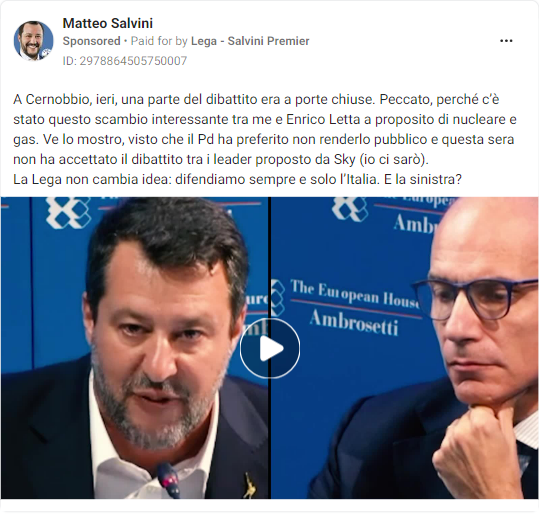 Matteo Salvini
Sponsored • Paid for by Lega - Salvini Premier
ID: 2978864505750007
A Cernobbio, ieri, una parte del dibattito era a porte chiuse. Peccato, perché c'è
stato questo scambio interessante tra me e Enrico Letta a proposito di nucleare e
gas. Ve lo mostro, visto che il Pd ha preferito non renderlo pubblico e questa sera
non ha accettato il dibattito tra i leader proposto da Sky (io ci sarò).
La Lega non cambia idea: difendiamo sempre e solo l'Italia. E la sinistra?
The European House
Ambrosetti